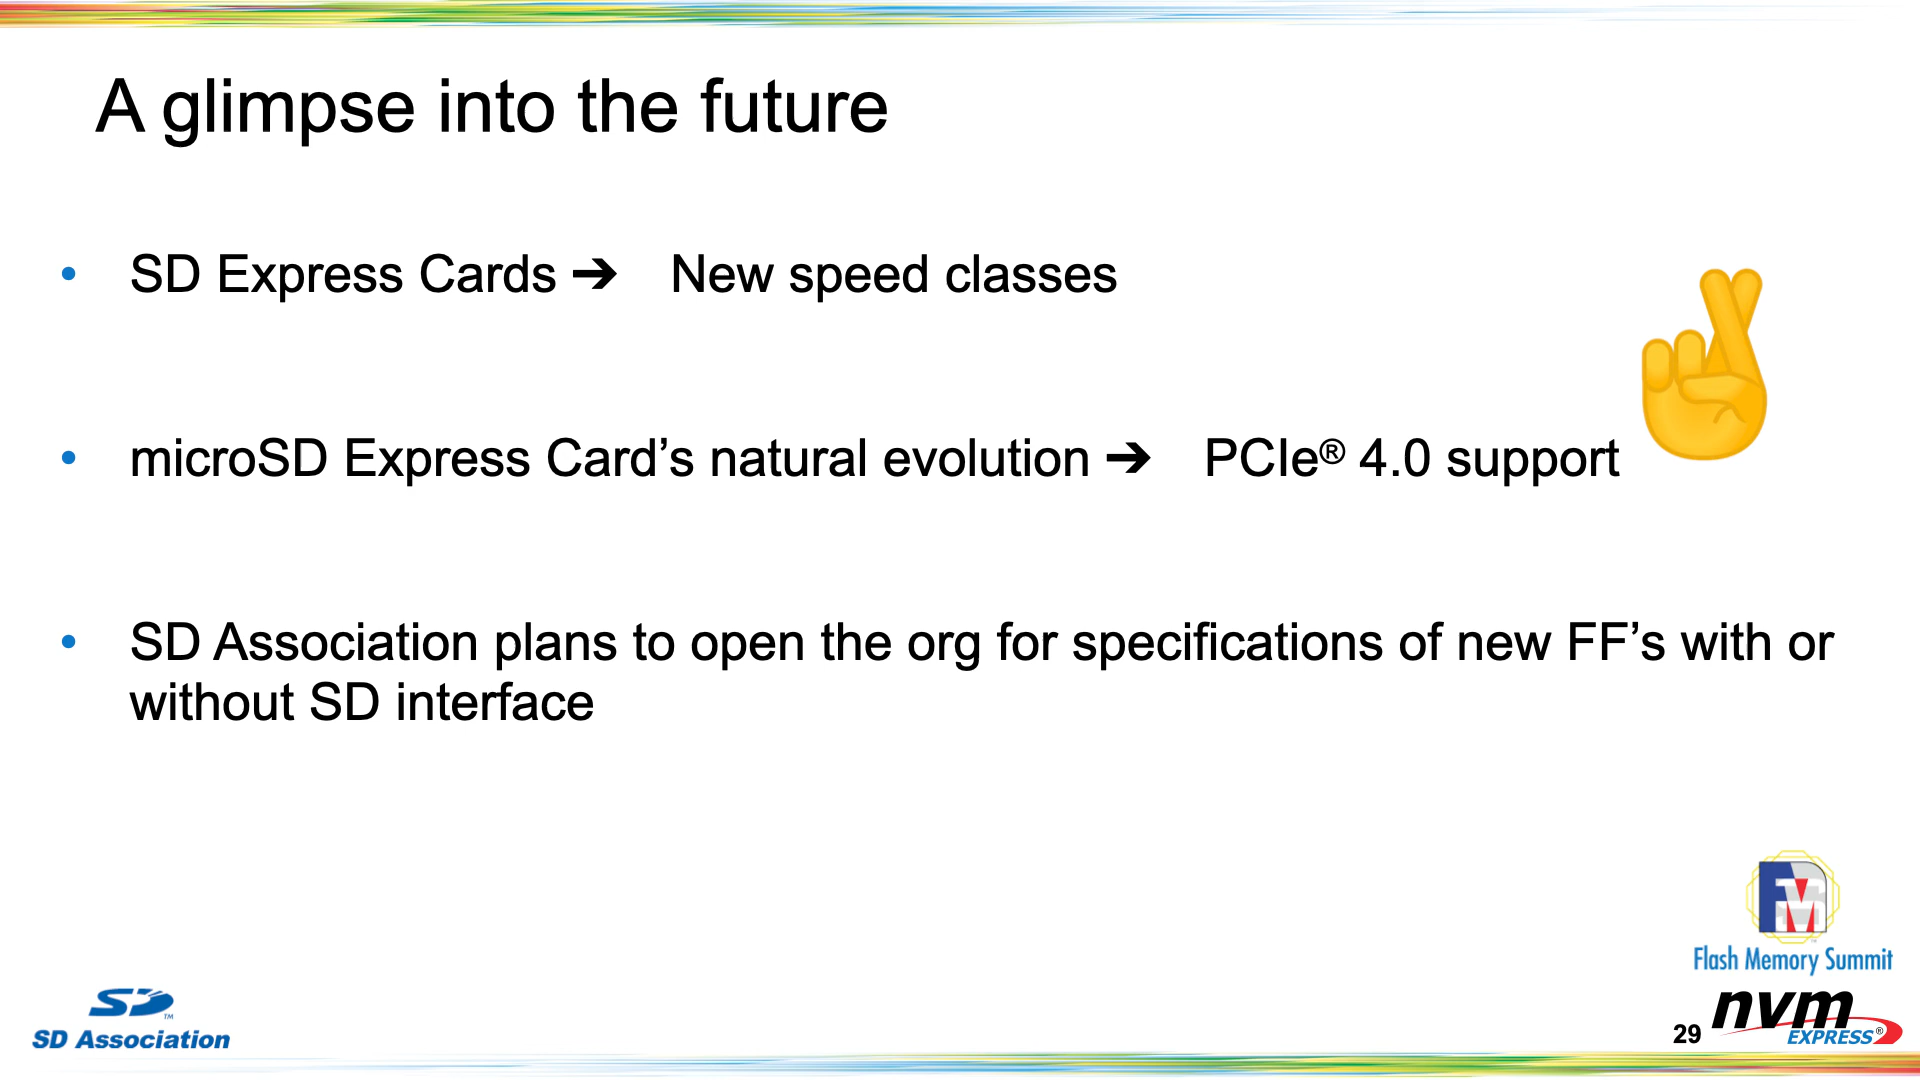 A glimpse into the future
• SD Express Cards ➔ New speed classes
• microSD Express Card’s natural evolution ➔ PCIe® 4.0 support
• SD Association plans to open the org for specifications of new FF’s with or
without SD interface
FMS
Flash Memory Summit
SD™
SD Association
29
nvm
EXPRESS®